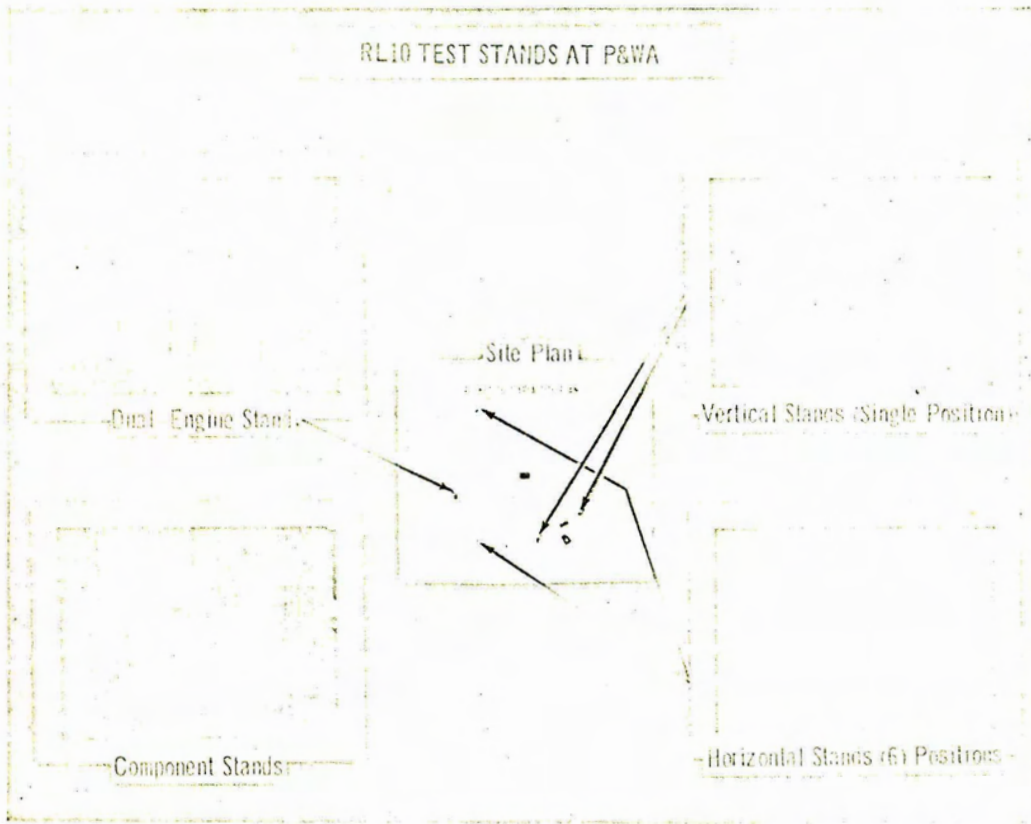 RL10 TEST STANDS AT P&WA
Site Plan
Dual Engine Stand
Vertical Stands (Single Position)
Component Stands
Horizontal Stands (6) Positions